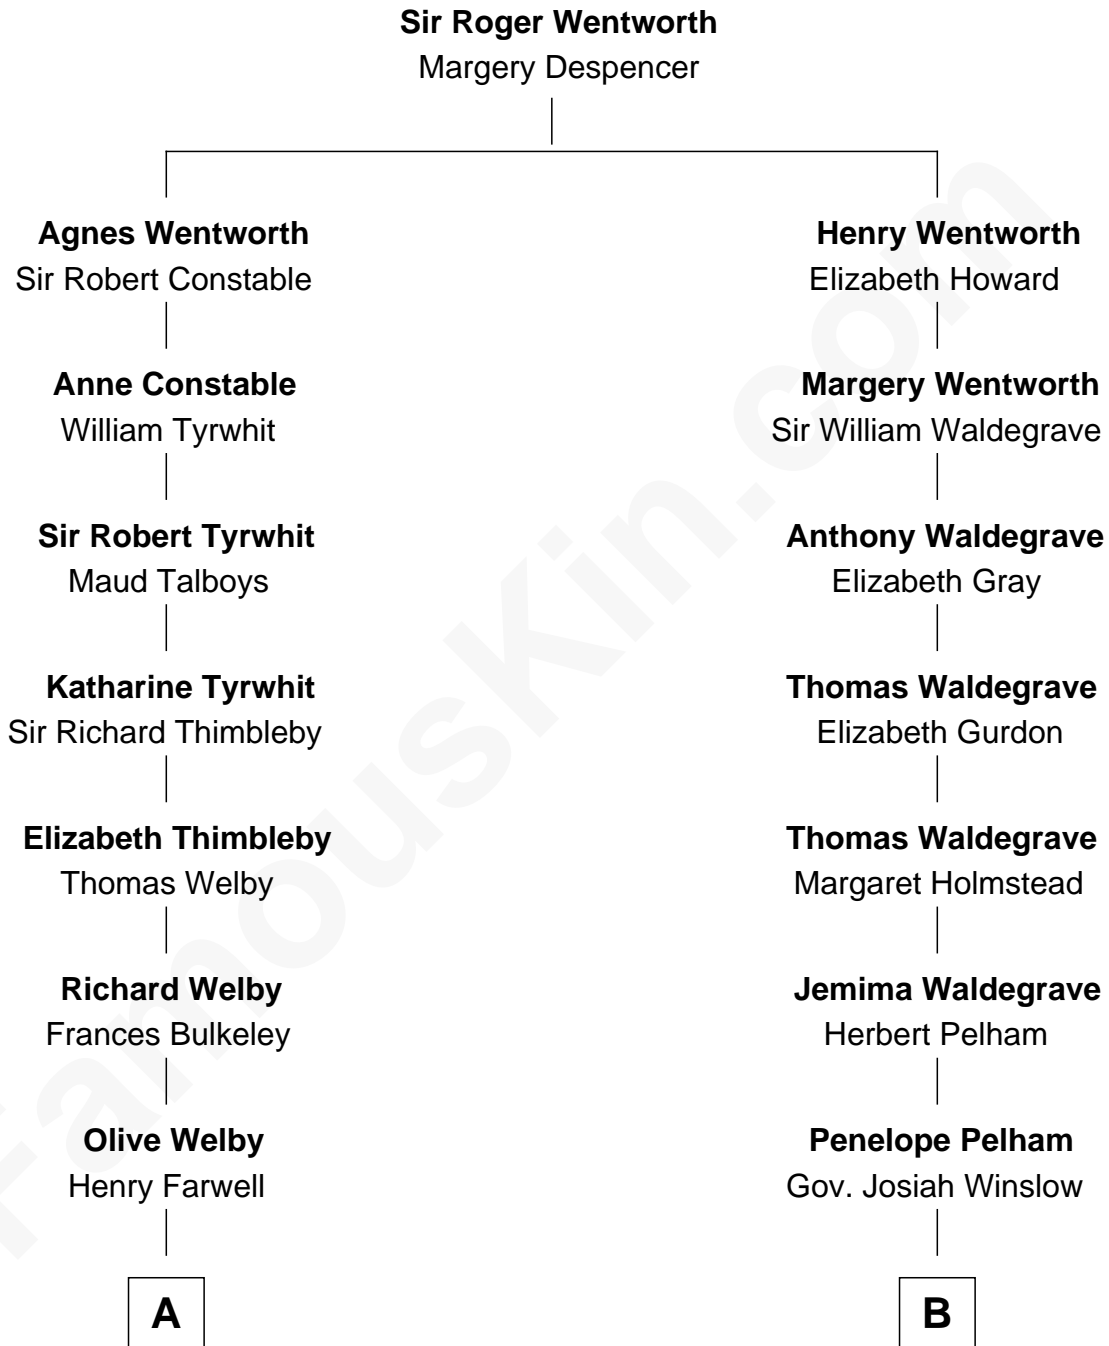 Sir Roger Wentworth
Margery Despencer
Agnes Wentworth
Sir Robert Constable
Henry Wentworth
Elizabeth Howard
Anne Constable
William Tyrwhit
Margery Wentworth
Sir William Waldegrave
Sir Robert Tyrwhit
Maud Talboys
Anthony Waldegrave
Elizabeth Gray
Katharine Tyrwhit
Sir Richard Thimbleby
Thomas Waldegrave
Elizabeth Gurdon
Elizabeth Thimbleby
Thomas Welby
Thomas Waldegrave
Margaret Holmstead
Richard Welby
Frances Bulkeley
Jemima Waldegrave
Herbert Pelham
Olive Welby
Henry Farwell
Penelope Pelham
Gov. Josiah Winslow
A
B
FamousKin.com